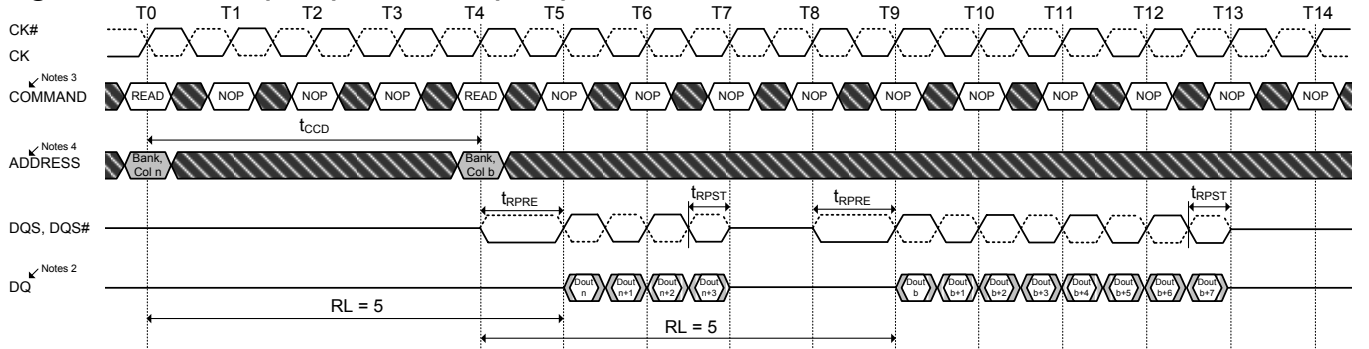 T0 T1 T2 T3 T4 T5 T6 T7 T8 T9 T10 T11 T12 T13 T14
CK#
CK
Notes 3
COMMAND READ NOP NOP NOP READ NOP NOP NOP NOP NOP NOP NOP NOP NOP NOP
tCCD
Notes 4
ADDRESS
Bank,
Col n
Bank,
Col b
tRPRE tRPST tRPRE tRPST
DQS, DQS#
Notes 2
DQ
Dout
n
Dout
n+1
Dout
n+2
Dout
n+3
Dout
b
Dout
b+1
Dout
b+2
Dout
b+3
Dout
b+4
Dout
b+5
Dout
b+6
Dout
b+7
RL = 5
RL = 5